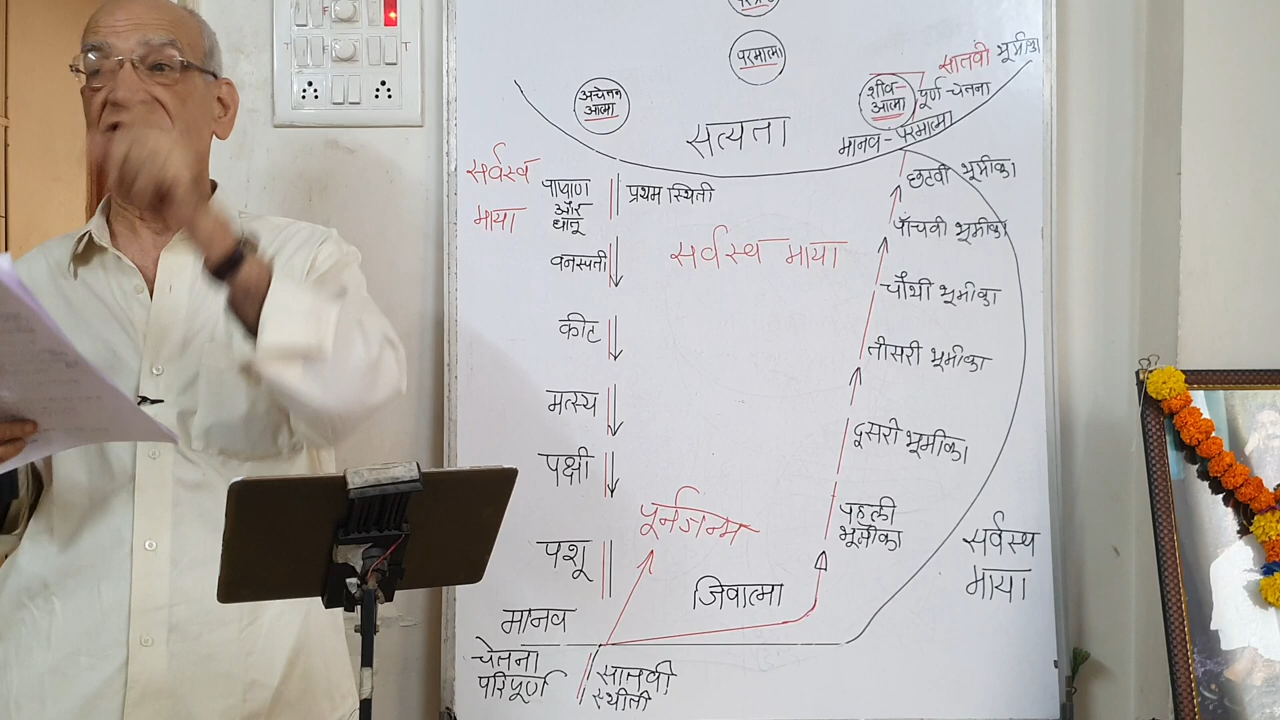 परमात्मा
सातवी भूमीका
अचेतन
आत्मा
शीव-
आत्मा
पूर्ण चेतना
सत्यता
मानव-परमात्मा
सर्वस्व
माया
पाषाण
और
धातू
प्रथम स्थिती
छटवी भूमीका
पाँचवी भूमीका
वनस्पती
सर्वस्व माया
चौथी भूमीका
कीट
तीसरी भूमीका
मत्स्य
दूसरी भूमीका
पक्षी
पूर्नजन्म
पहली
भूमीका
पशू
सर्वस्य
माया
जिवात्मा
मानव
चेतना
परिपूर्ण
सातवी
स्थीती